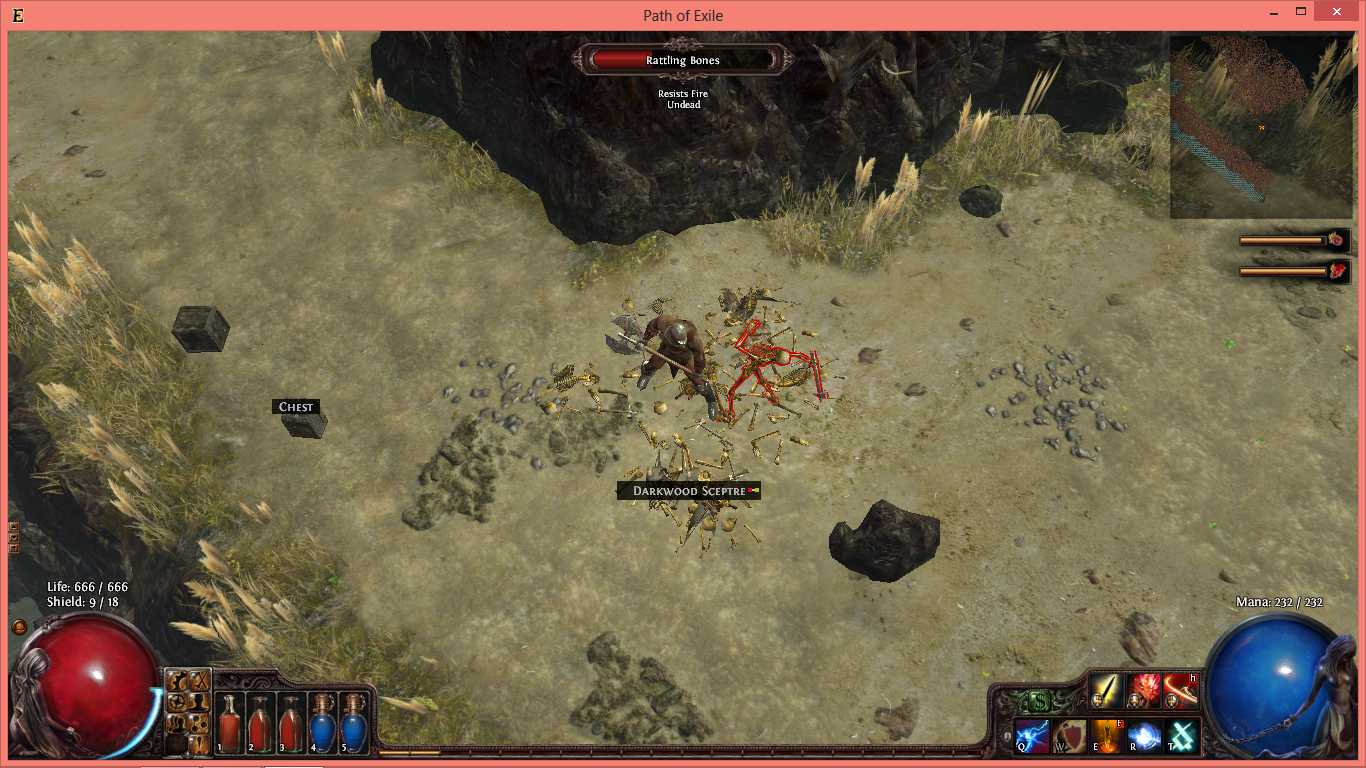 E
Path of Exile
Rattling Bones
Resists Fire
Undead
Chest
Darkwood Sceptre
Life: 666 / 666
Shield: 9 / 18
Mana: 232 / 232
1
2
3
4
5
$
h
Q
W
E
F
R
T